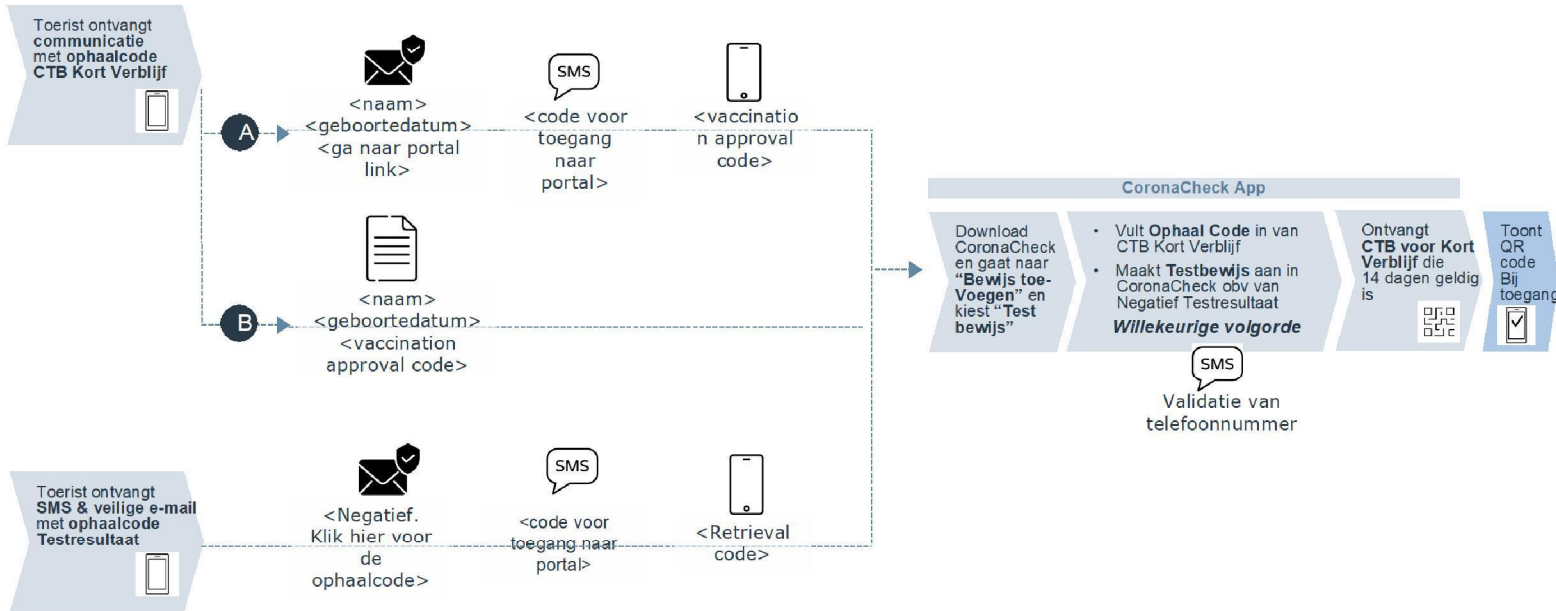 Toerist ontvangt
communicatie
met ophaalcode
CTB Kort Verblijf
A
<naam>
<geboortedatum>
<ga naar portal
link>
SMS
<code voor
toegang
naar
portal>
<vaccinatio
n approval
code>
B
<naam>
<geboortedatum>
<vaccination
approval code>
Toerist ontvangt
SMS & veilige e-mail
met ophaalcode
Testresultaat
<Negatief.
Klik hier voor
de
ophaalcode>
SMS
<code voor
toegang naar
portal>
<Retrieval
code>
CoronaCheck App
Download
CoronaCheck
en gaat naar
“Bewijs toe-
Voegen” en
kiest “Test
bewijs”
• Vult Ophaal Code in van
CTB Kort Verblijf
• Maakt Testbewijs aan in
CoronaCheck obv van
Negatief Testresultaat
Willekeurige volgorde
SMS
Validatie van
telefoonnummer
Ontvangt
CTB voor Kort
Verblijf die
14 dagen geldig
is
Toont
QR
code
Bij
toegang